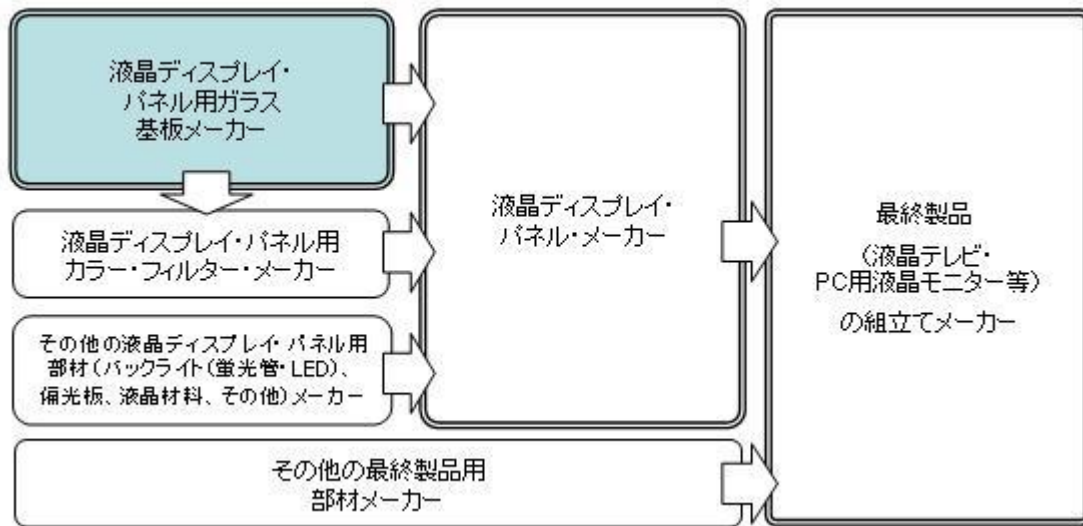 液晶ディスプレイ・
パネル用ガラス
基板メーカー
液晶ディスプレイ・パネル用
カラー・フィルター・メーカー
その他の液晶ディスプレイ・パネル用
部材(バックライト(蛍光管・LED)、
偏光板、液晶材料、その他)メーカー
その他の最終製品用
部材メーカー
液晶ディスプレイ・
パネル・メーカー
最終製品
(液晶テレビ・
PC用液晶モニター等)
の組立てメーカー